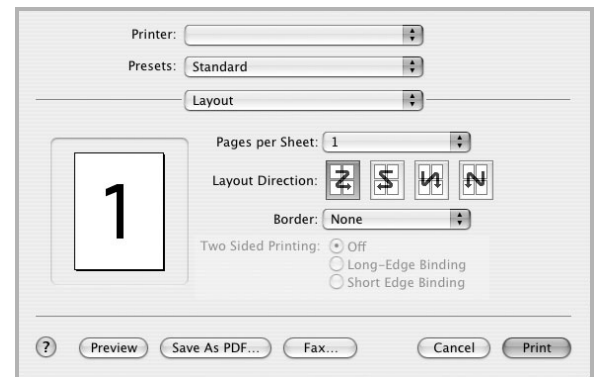 Printer:
Presets: Standard
Layout
Pages per Sheet: 1
1
Layout Direction:
Border: None
Two Sided Printing: Off
Long-Edge Binding
Short Edge Binding
? Preview Save As PDF... Fax... Cancel Print